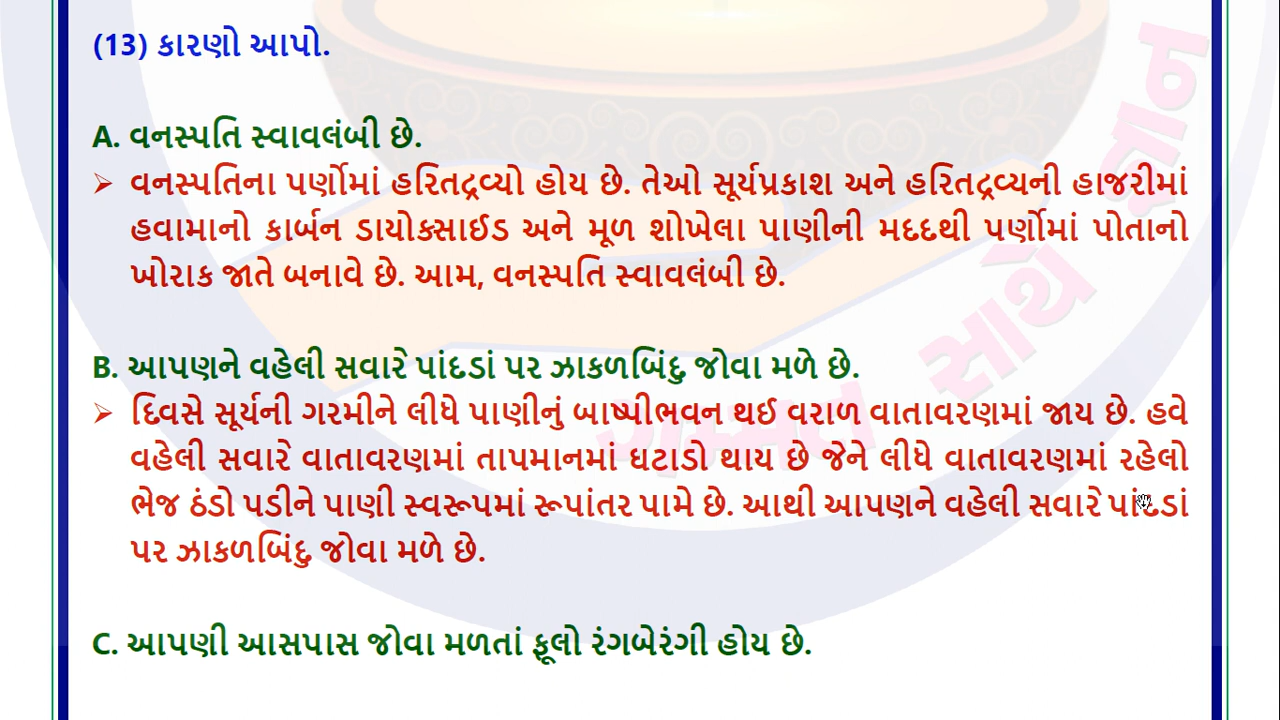 (13) કારણો આપો.
A. વનસ્પતિ સ્વાવલંબી છે.
➢ વનસ્પતિના પર્ણોમાં હરિતદ્રવ્યો હોય છે. તેઓ સૂર્યપ્રકાશ અને હરિતદ્રવ્યની હાજરીમાં
હવામાનો કાર્બન ડાયોક્સાઈડ અને મૂળ શોખેલા પાણીની મદદથી પર્ણોમાં પોતાનો
ખોરાક જાતે બનાવે છે. આમ, વનસ્પતિ સ્વાવલંબી છે.
B. આપણને વહેલી સવારે પાંદડાં પર ઝાકળબિંદુ જોવા મળે છે.
➢ દિવસે સૂર્યની ગરમીને લીધે પાણીનું બાષ્પીભવન થઈ વરાળ વાતાવરણમાં જાય છે. હવે
વહેલી સવારે વાતાવરણમાં તાપમાનમાં ઘટાડો થાય છે જેને લીધે વાતાવરણમાં રહેલો
ભેજ ઠંડો પડીને પાણી સ્વરૂપમાં રૂપાંતર પામે છે. આથી આપણને વહેલી સવારે પાંદડાં
પર ઝાકળબિંદુ જોવા મળે છે.
C. આપણી આસપાસ જોવા મળતાં ફૂલો રંગબેરંગી હોય છે.
ગમ્મત સાથે જ્ઞાન